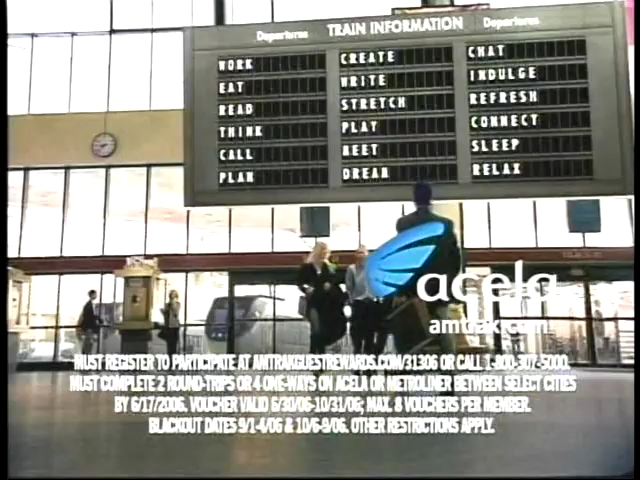 Departures TRAIN INFORMATION Departures
WORK CREATE CHAT
EAT WRITE INDULGE
READ STRETCH REFRESH
THINK PLAY CONNECT
CALL MEET SLEEP
PLAN DREAM RELAX
acela
amtrak.com
MUST REGISTER TO PARTICIPATE AT AMTRAKGUESTREWARDS.COM/31306 OR CALL 1-800-307-5000.
MUST COMPLETE 2 ROUND-TRIPS OR 4 ONE-WAYS ON ACELA OR METROLINER BETWEEN SELECT CITIES
BY 6/17/2006. VOUCHER VALID 6/30/06-10/31/06; MAX. 8 VOUCHERS PER MEMBER.
BLACKOUT DATES 9/1-4/06 & 10/6-9/06. OTHER RESTRICTIONS APPLY.